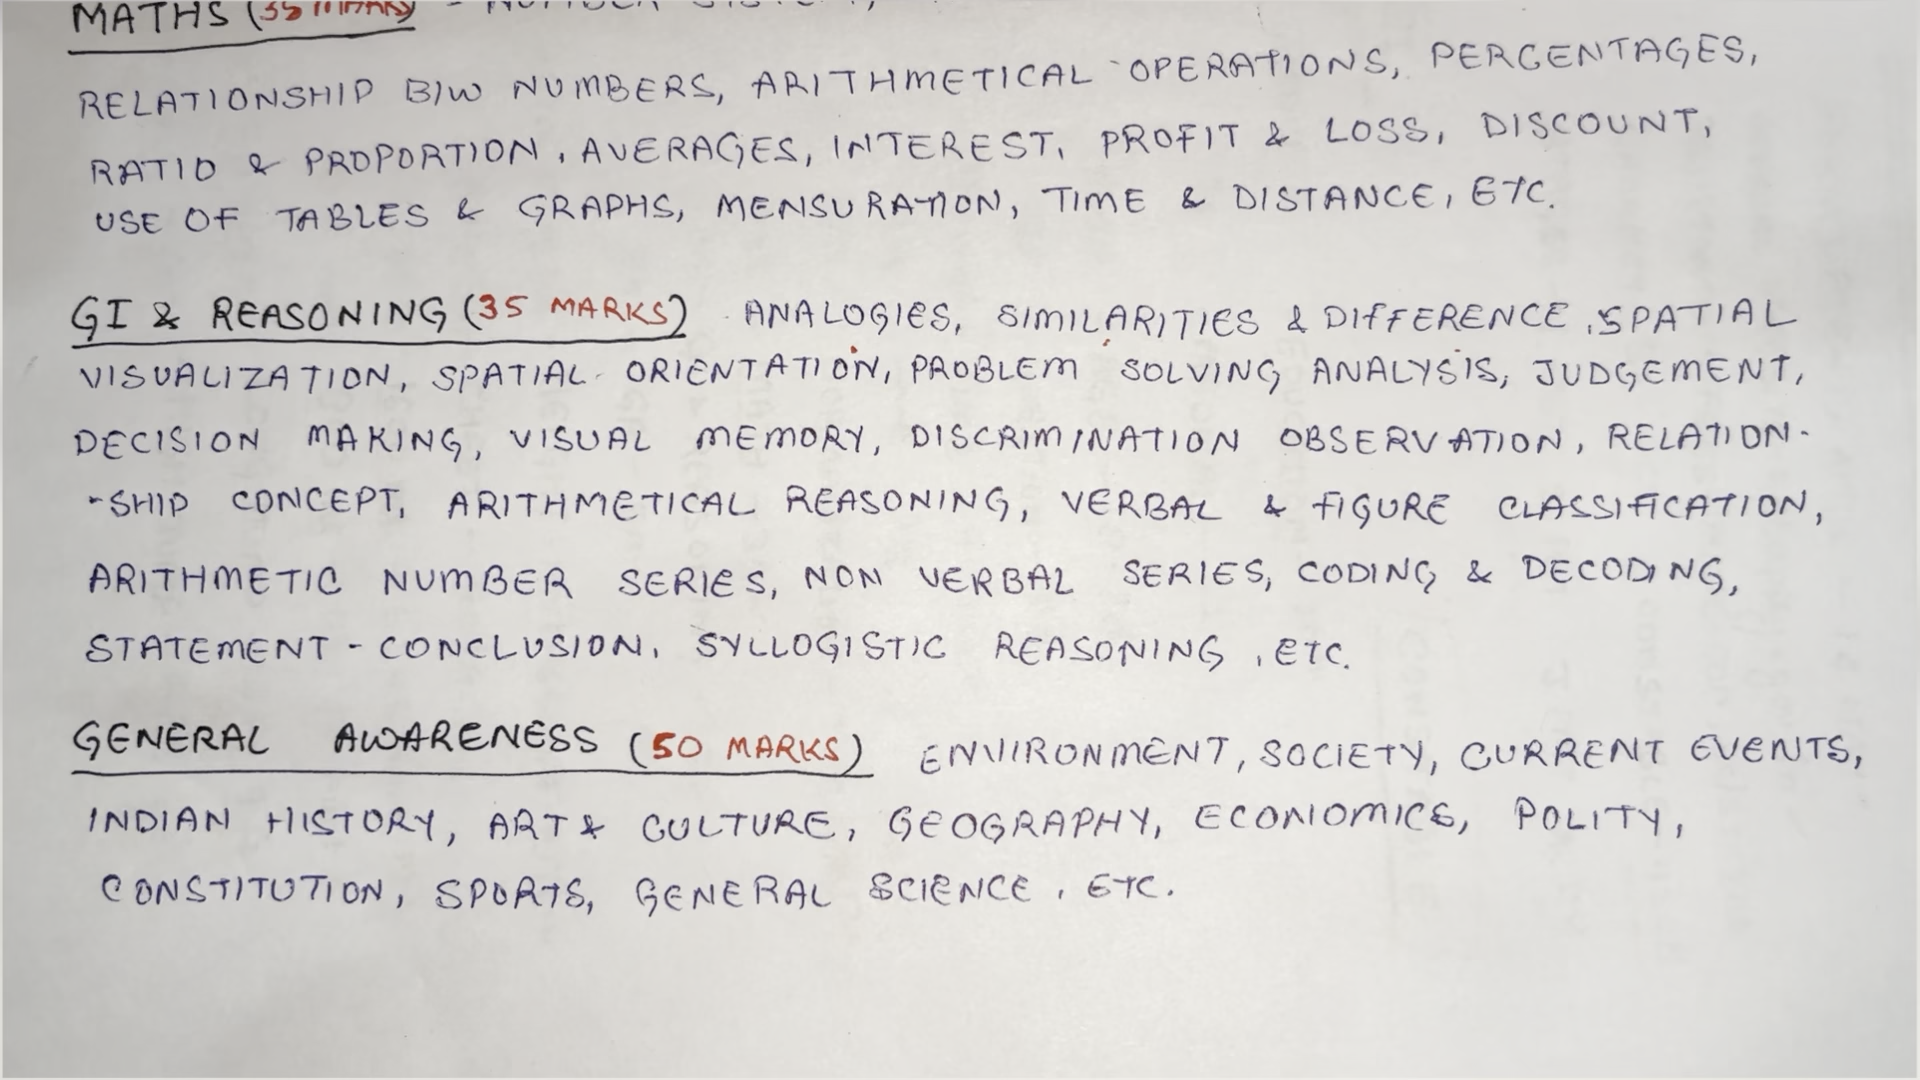 MATHS (35 MARKS) - NUMBER SYSTEM,
RELATIONSHIP B/W NUMBERS, ARITHMETICAL OPERATIONS, PERCENTAGES,
RATIO & PROPORTION, AVERAGES, INTEREST, PROFIT & LOSS, DISCOUNT,
USE OF TABLES & GRAPHS, MENSURATION, TIME & DISTANCE, ETC.
GI & REASONING (35 MARKS) ANALOGIES, SIMILARITIES & DIFFERENCE, SPATIAL
VISUALIZATION, SPATIAL ORIENTATION, PROBLEM SOLVING ANALYSIS, JUDGEMENT,
DECISION MAKING, VISUAL MEMORY, DISCRIMINATION OBSERVATION, RELATION-
-SHIP CONCEPT, ARITHMETICAL REASONING, VERBAL & FIGURE CLASSIFICATION,
ARITHMETIC NUMBER SERIES, NON VERBAL SERIES, CODING & DECODING,
STATEMENT - CONCLUSION, SYLLOGISTIC REASONING, ETC.
GENERAL AWARENESS (50 MARKS) ENVIRONMENT, SOCIETY, CURRENT EVENTS,
INDIAN HISTORY, ART & CULTURE, GEOGRAPHY, ECONOMICS, POLITY,
CONSTITUTION, SPORTS, GENERAL SCIENCE, ETC.